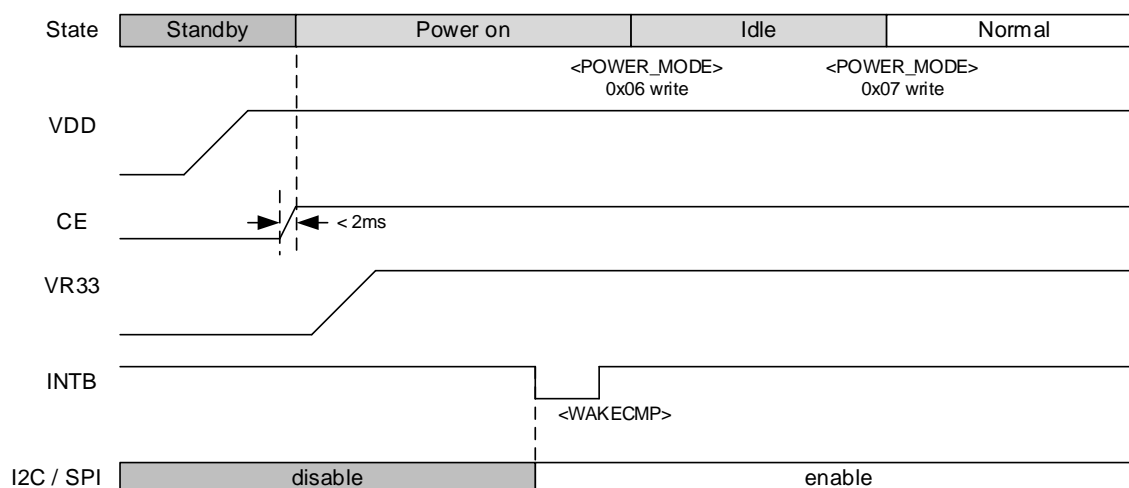 State Standby Power on Idle Normal
<POWER_MODE> <POWER_MODE>
0x06 write 0x07 write
VDD
CE < 2ms
VR33
INTB
<WAKECMP>
I2C / SPI disable enable